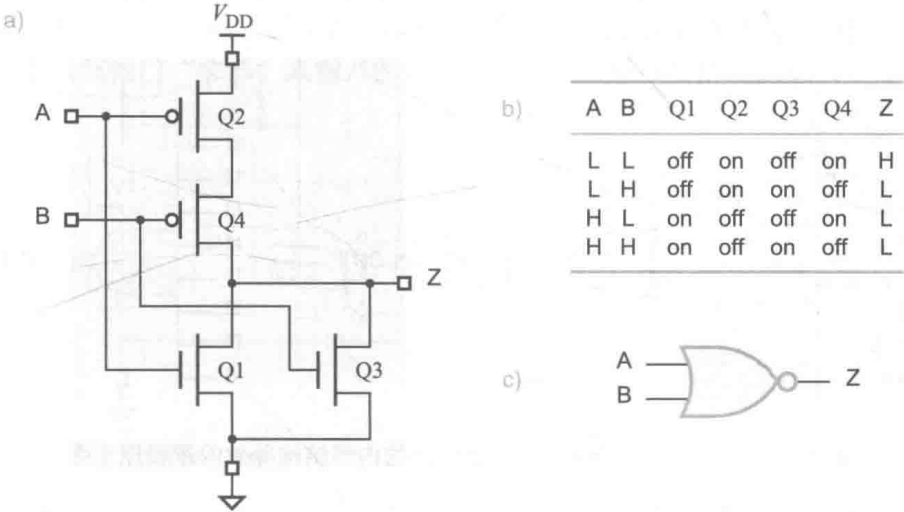 a)
V_DD
A
Q2
B
Q4
Z
Q1
Q3
b)
A B Q1 Q2 Q3 Q4 Z
L L off on off on H
L H off on on off L
H L on off off on L
H H on off on off L
c)
A
B
Z